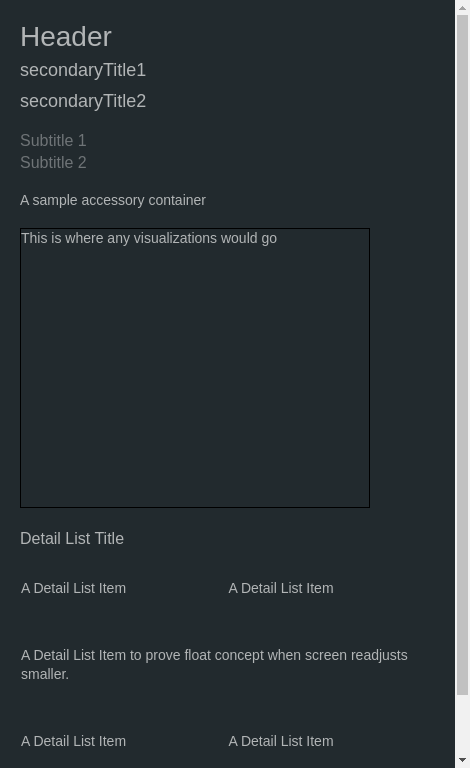 Header
secondaryTitle1
secondaryTitle2
Subtitle 1
Subtitle 2
A sample accessory container
This is where any visualizations would go
Detail List Title
A Detail List Item A Detail List Item
A Detail List Item to prove float concept when screen readjusts
smaller.
A Detail List Item A Detail List Item